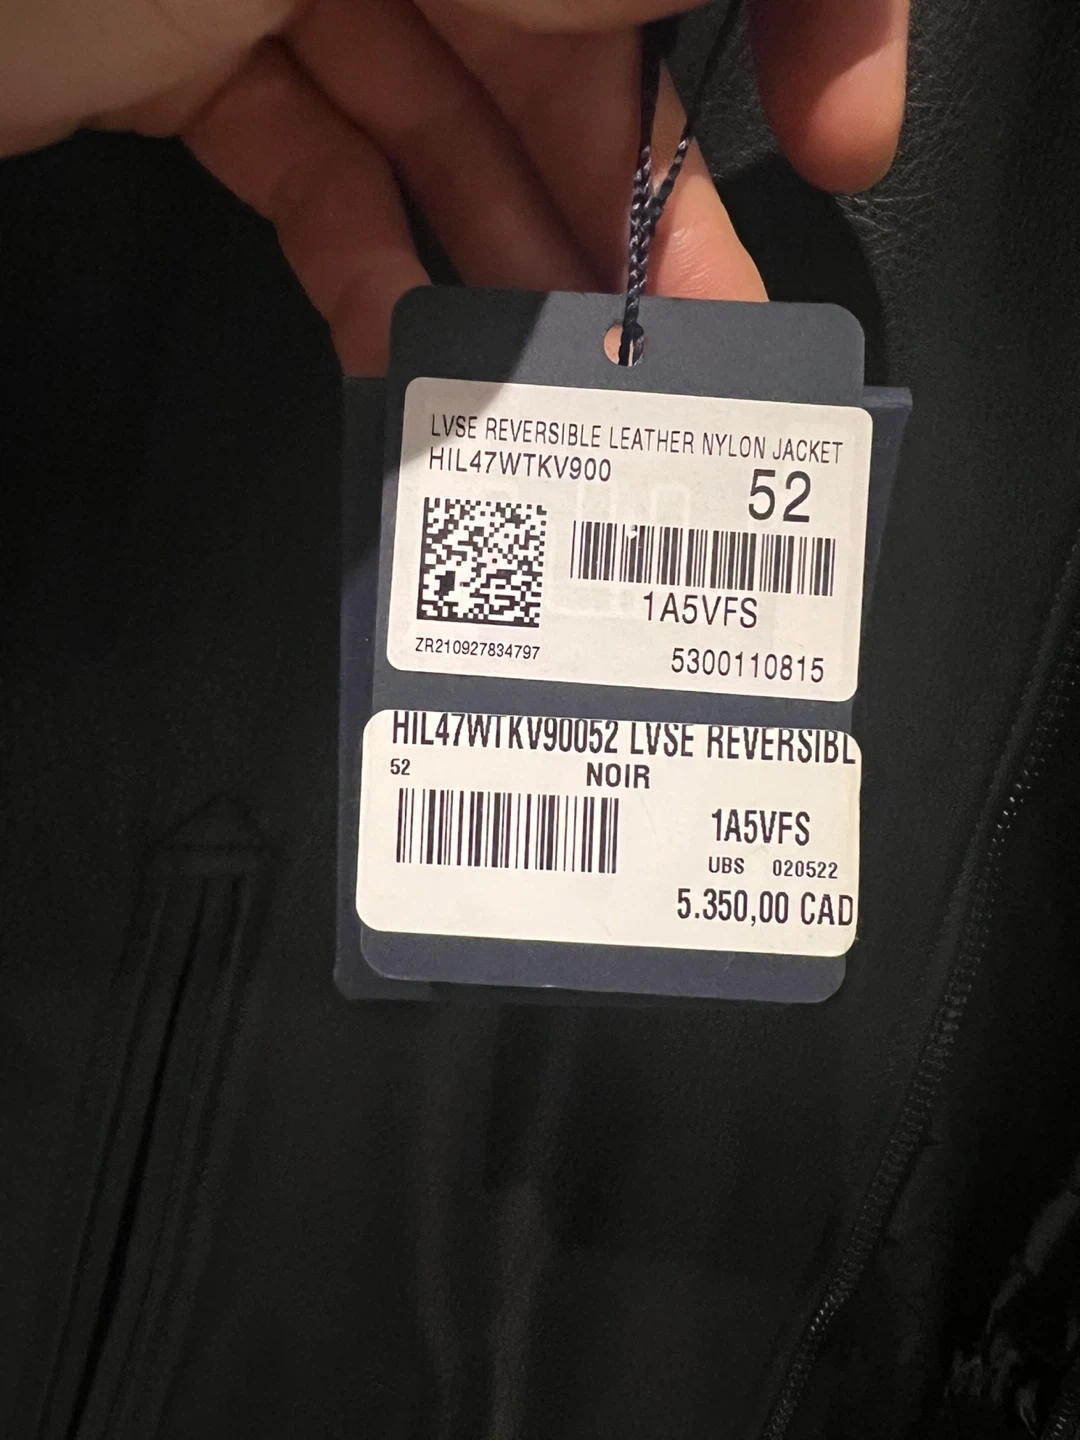 LVSE REVERSIBLE LEATHER NYLON JACKET
HIL47WTKV900
52
1A5VFS
ZR210927834797
5300110815
HIL47WTKV90052 LVSE REVERSIBL
52 NOIR
1A5VFS
UBS 020522
5.350,00 CAD